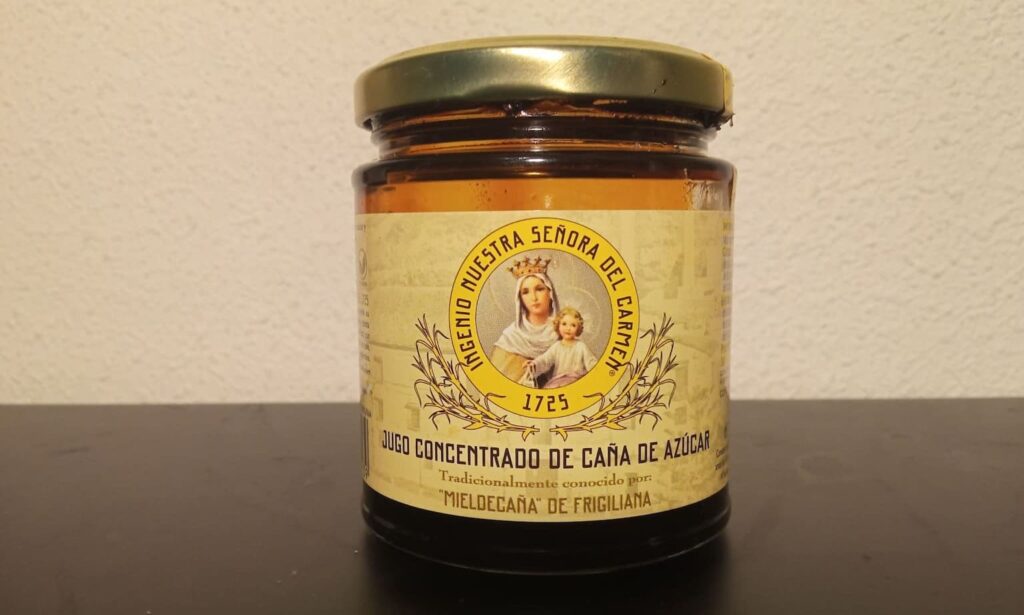 INGENIO NUESTRA SEÑORA DEL CARMEN®
1725
JUGO CONCENTRADO DE CAÑA DE AZÚCAR
Tradicionalmente conocido por:
"MIELDECAÑA" DE FRIGILIANA